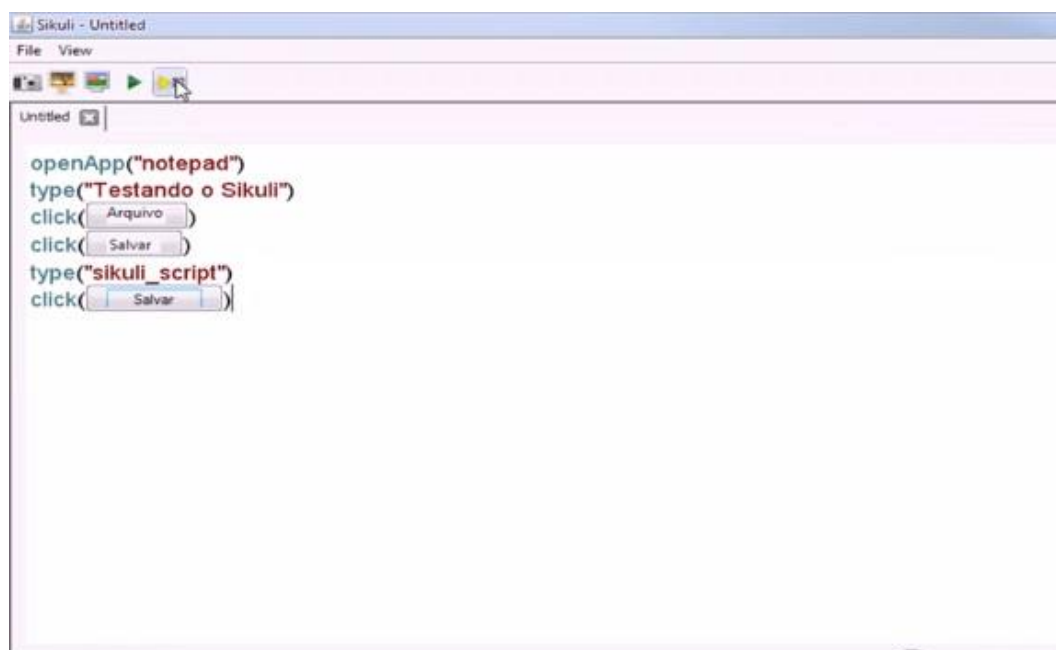 Sikuli - Untitled
File View
Untitled
openApp("notepad")
type("Testando o Sikuli")
click( Arquivo )
click( Salvar )
type("sikuli_script")
click( Salvar )